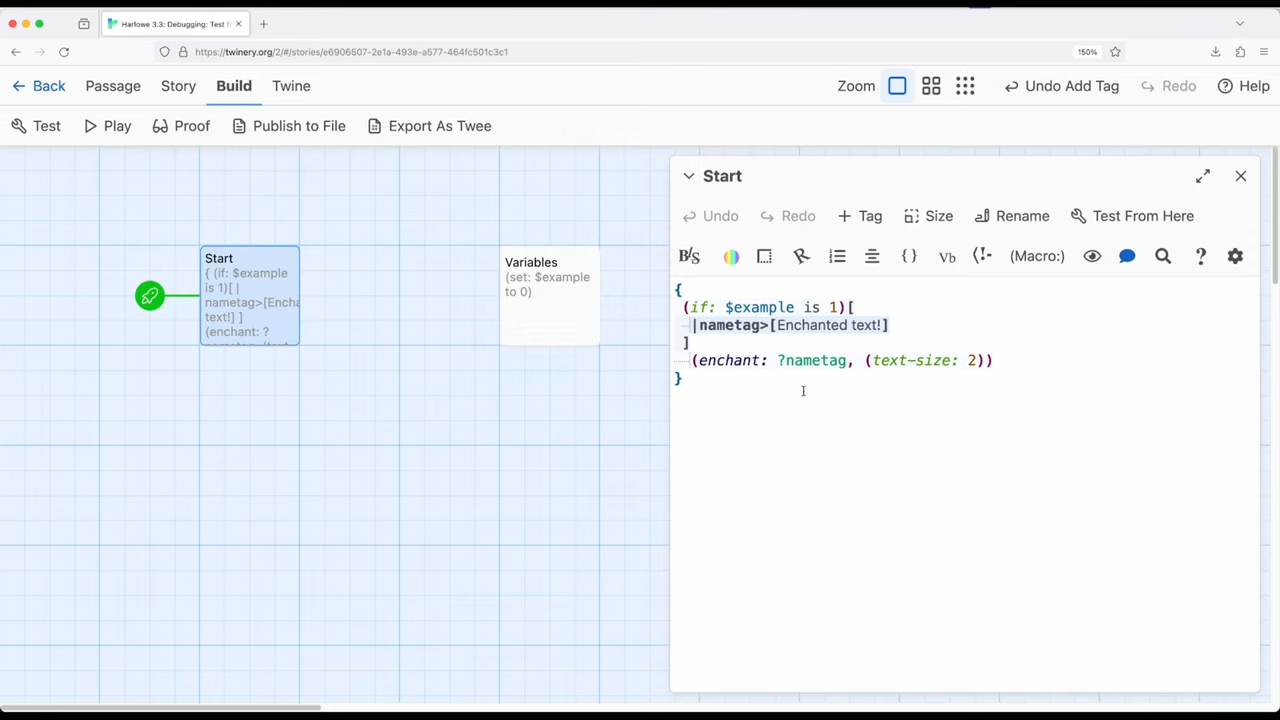 Harlowe 3.3: Debugging: Test f
https://twinery.org/2/#/stories/e6906507-2e1a-493e-a577-464fc501c3c1
150%
Back Passage Story Build Twine Zoom Undo Add Tag Redo Help
Test Play Proof Publish to File Export As Twee
Start
Undo Redo + Tag Size Rename Test From Here
(Macro:)
{
(if: $example is 1)[
|nametag>[Enchanted text!]
]
(enchant: ?nametag, (text-size: 2))
}
Start
{ (if: $example
is 1)[ |
nametag>[Encha
text!] ]
(enchant: ?
Variables
(set: $example
to 0)